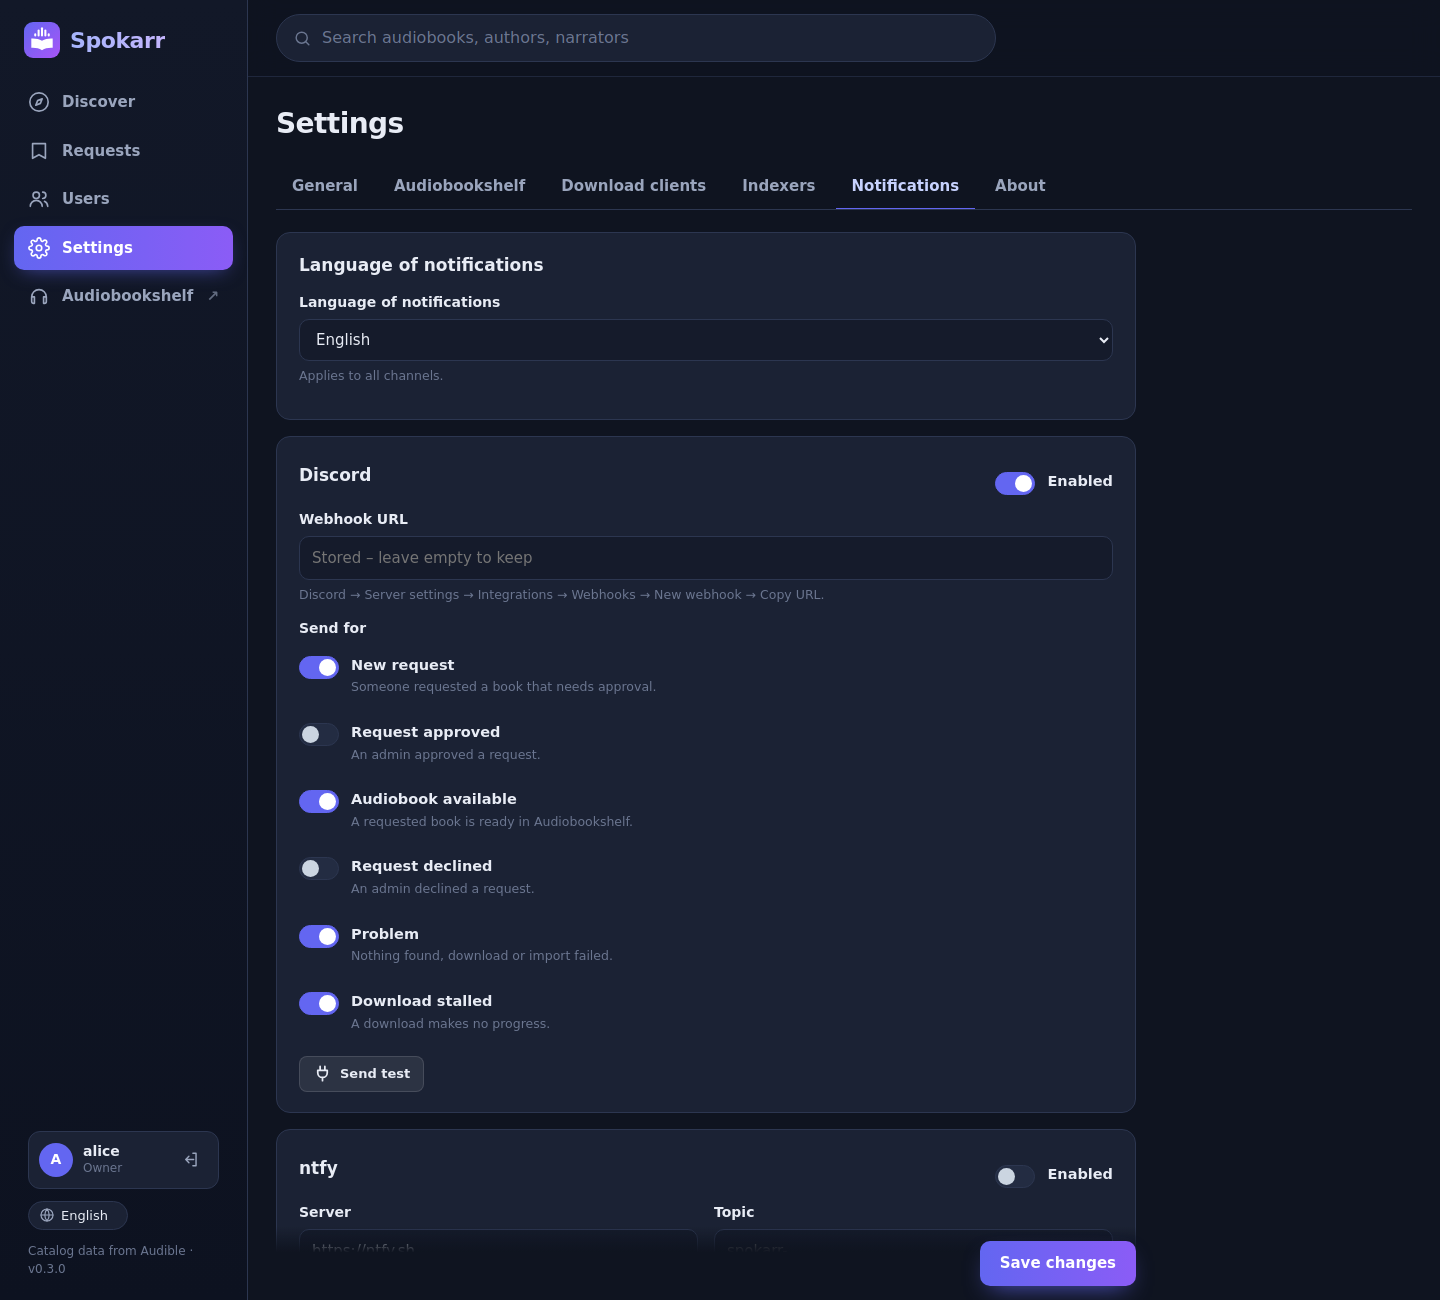 Spokarr
Search audiobooks, authors, narrators
Discover
Requests
Users
Settings
Audiobookshelf ↗
Settings
General Audiobookshelf Download clients Indexers Notifications About
Language of notifications
Language of notifications
English
Applies to all channels.
Discord
Enabled
Webhook URL
Stored – leave empty to keep
Discord → Server settings → Integrations → Webhooks → New webhook → Copy URL.
Send for
New request
Someone requested a book that needs approval.
Request approved
An admin approved a request.
Audiobook available
A requested book is ready in Audiobookshelf.
Request declined
An admin declined a request.
Problem
Nothing found, download or import failed.
Download stalled
A download makes no progress.
Send test
ntfy
Enabled
Server Topic
https://ntfy.sh spokarr
Save changes
A
alice
Owner
English
Catalog data from Audible ·
v0.3.0